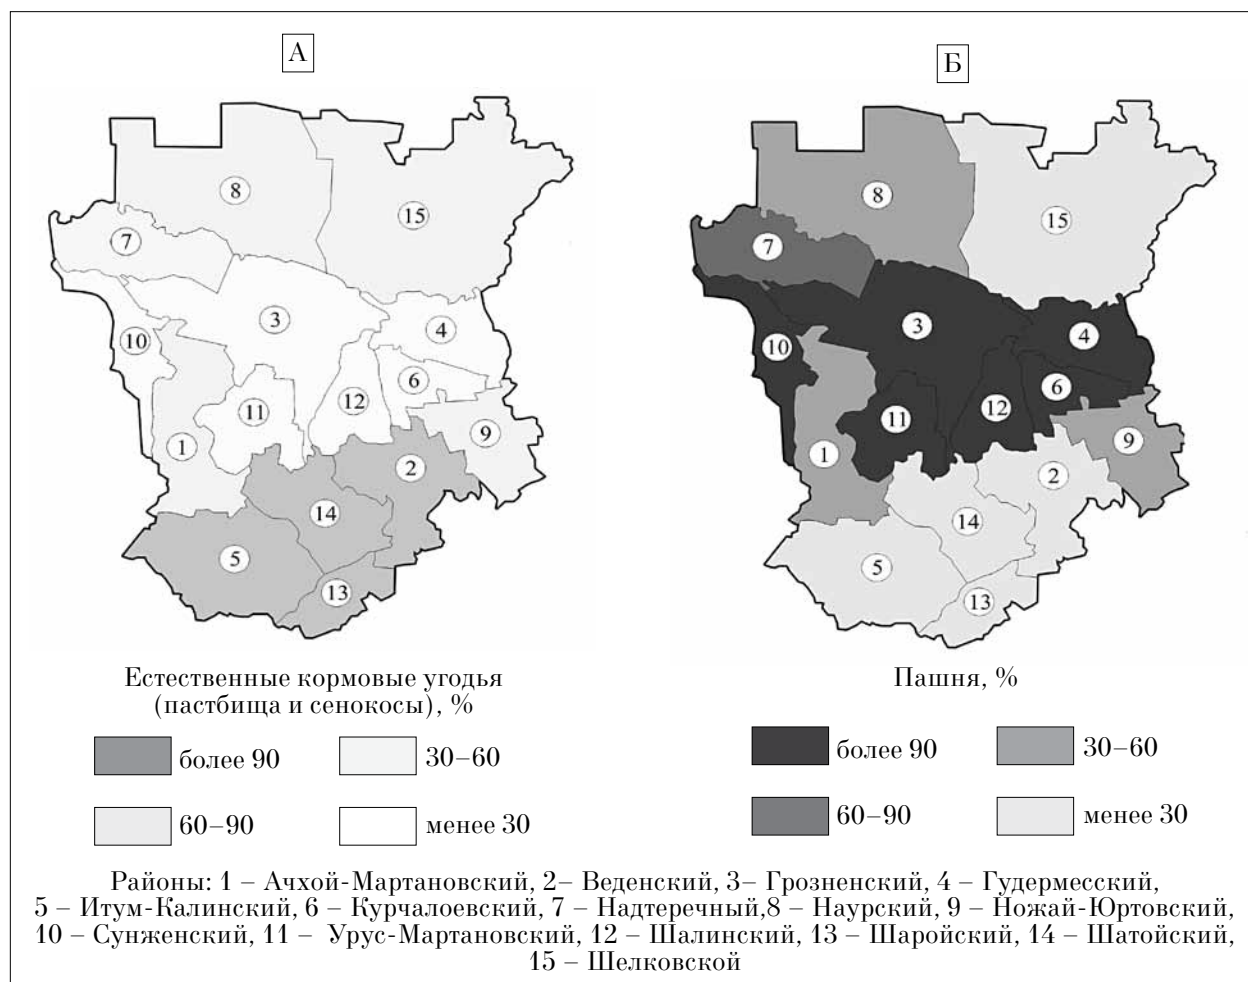 А
Б
8
15
7
3
4
10
6
12
11
9
1
2
14
5
13
8
15
7
3
4
10
6
12
11
9
1
2
14
5
13
Естественные кормовые угодья
(пастбища и сенокосы), %
более 90
30–60
60–90
менее 30
Пашня, %
более 90
30–60
60–90
менее 30
Районы: 1 – Ачхой-Мартановский, 2– Веденский, 3– Грозненский, 4 – Гудермесский,
5 – Итум-Калинский, 6 – Курчалоевский, 7 – Надтеречный,8 – Наурский, 9 – Ножай-Юртовский,
10 – Сунженский, 11 – Урус-Мартановский, 12 – Шалинский, 13 – Шаройский, 14 – Шатойский,
15 – Шелковской